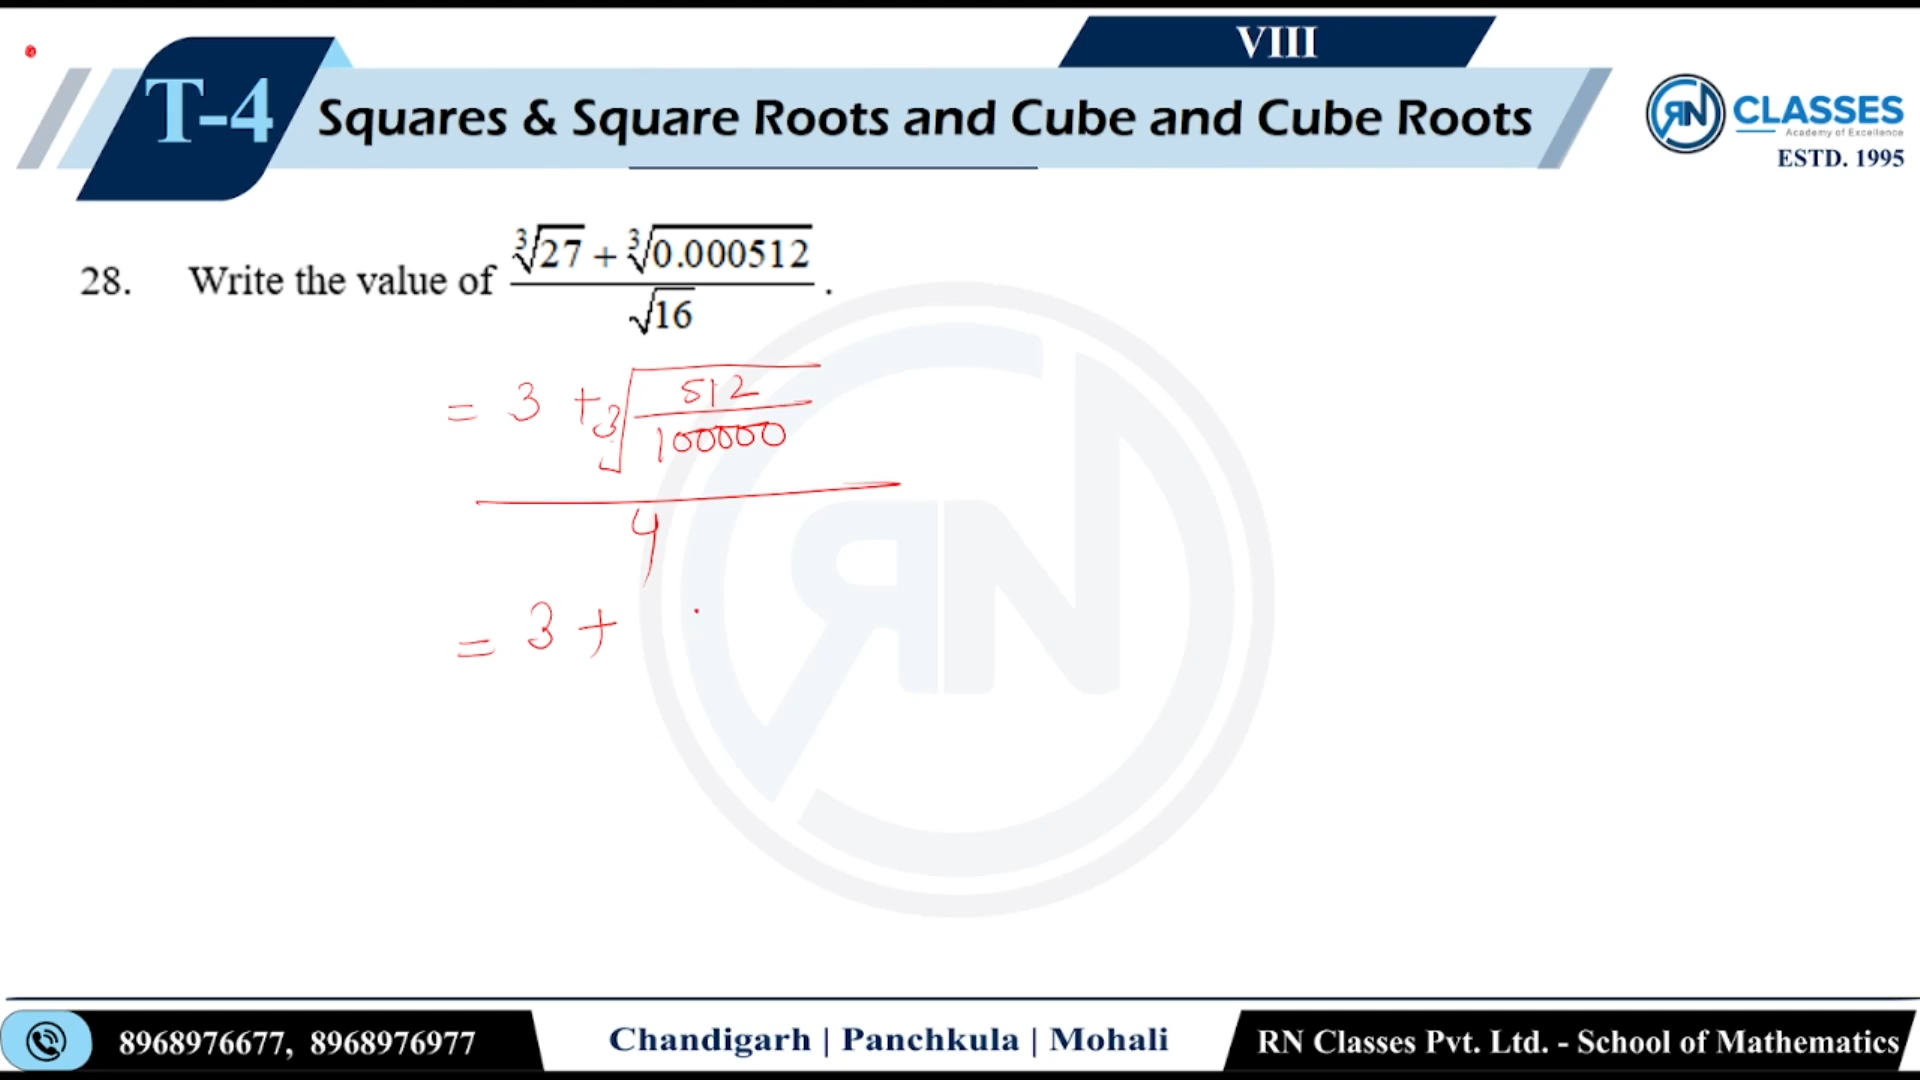 VIII
T-4 Squares & Square Roots and Cube and Cube Roots
RN CLASSES
Academy of Excellence
ESTD. 1995
28. Write the value of (∛27 + ∛0.000512) / √16 .
= 3 + ∛(512 / 100000)
4
= 3 +
RN
8968976677, 8968976977
Chandigarh | Panchkula | Mohali
RN Classes Pvt. Ltd. - School of Mathematics